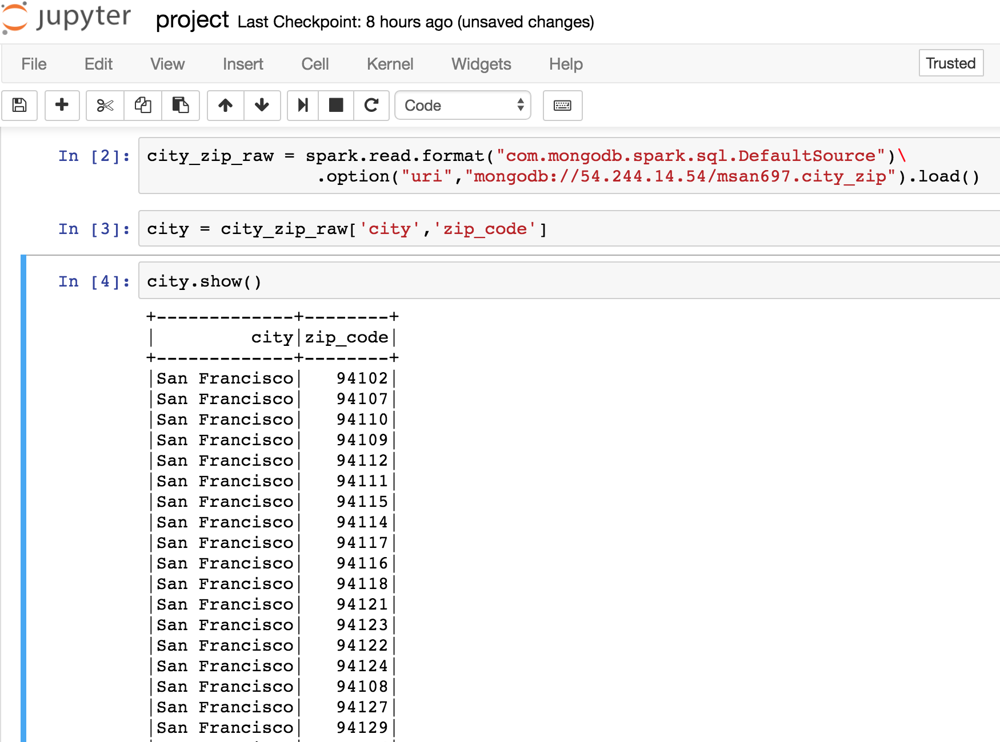 jupyter project Last Checkpoint: 8 hours ago (unsaved changes)
File Edit View Insert Cell Kernel Widgets Help Trusted
Code
In [2]: city_zip_raw = spark.read.format("com.mongodb.spark.sql.DefaultSource")\
.option("uri","mongodb://54.244.14.54/msan697.city_zip").load()
In [3]: city = city_zip_raw['city','zip_code']
In [4]: city.show()
+-------------+--------+
|         city|zip_code|
+-------------+--------+
|San Francisco|   94102|
|San Francisco|   94107|
|San Francisco|   94110|
|San Francisco|   94109|
|San Francisco|   94112|
|San Francisco|   94111|
|San Francisco|   94115|
|San Francisco|   94114|
|San Francisco|   94117|
|San Francisco|   94116|
|San Francisco|   94118|
|San Francisco|   94121|
|San Francisco|   94123|
|San Francisco|   94122|
|San Francisco|   94124|
|San Francisco|   94108|
|San Francisco|   94127|
|San Francisco|   94129|